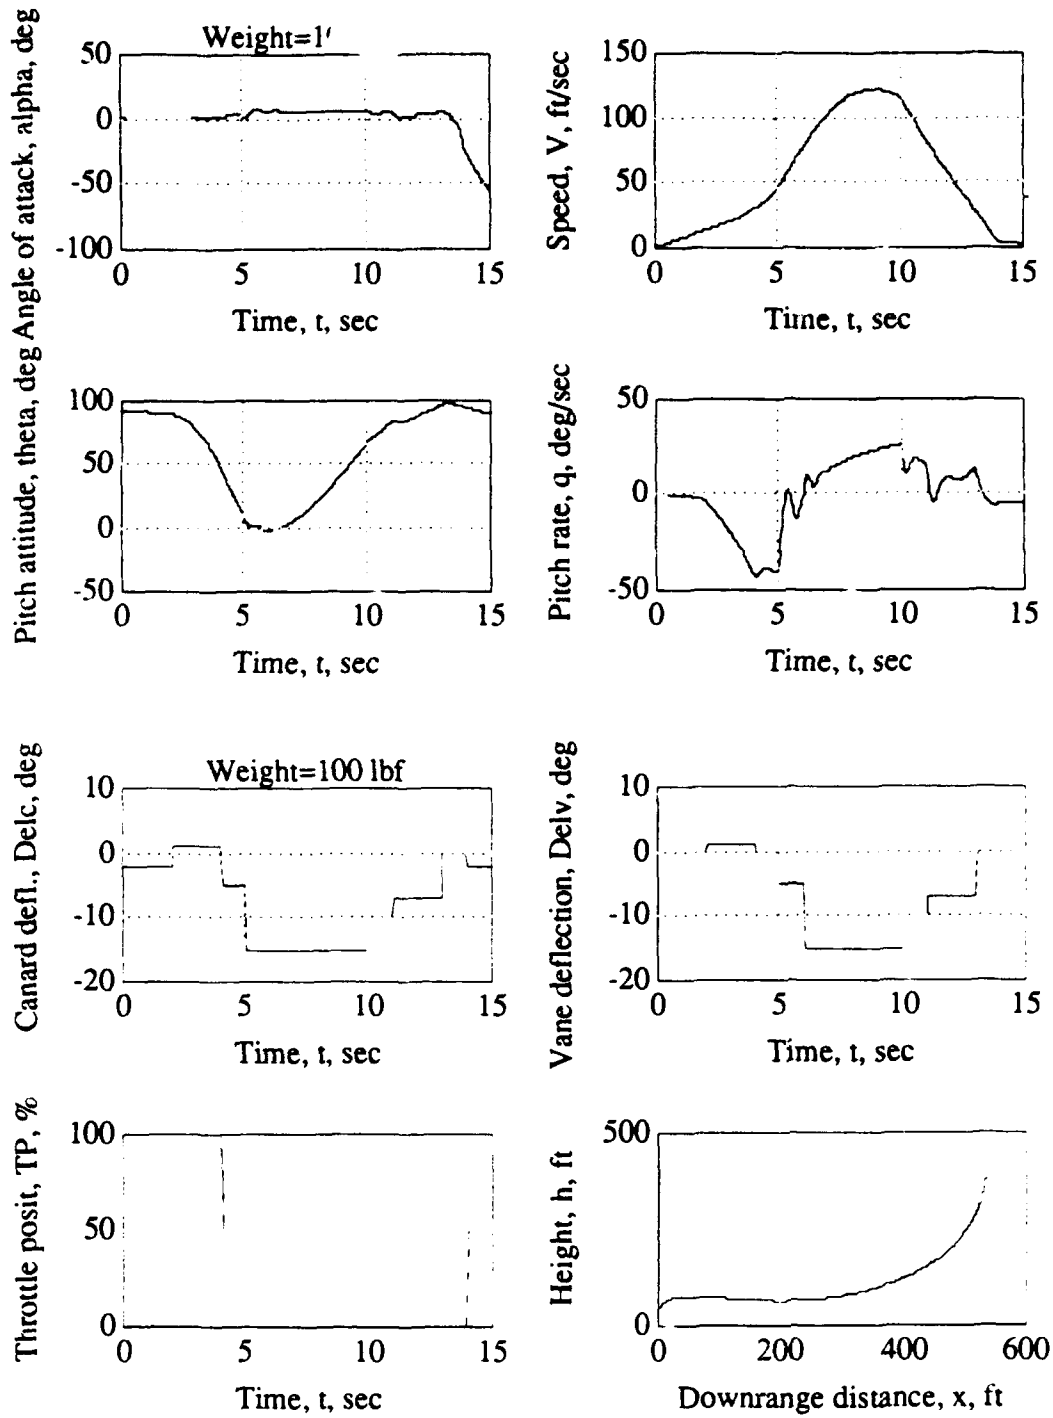 Weight=1
Angle of attack, alpha, deg
50
0
-50
-100
0 5 10 15
Time, t, sec
Speed, V, ft/sec
150
100
50
0
0 5 10 15
Time, t, sec
Pitch attitude, theta, deg
100
50
0
-50
0 5 10 15
Time, t, sec
Pitch rate, q, deg/sec
50
0
-50
0 5 10 15
Time, t, sec
Weight=100 lbf
Canard defl., Delc, deg
10
0
-10
-20
0 5 10 15
Time, t, sec
Vane deflection, Delv, deg
10
0
-10
-20
0 5 10 15
Time, t, sec
Throttle posit, TP, %
100
50
0
0 5 10 15
Time, t, sec
Height, h, ft
500
0
0 200 400 600
Downrange distance, x, ft